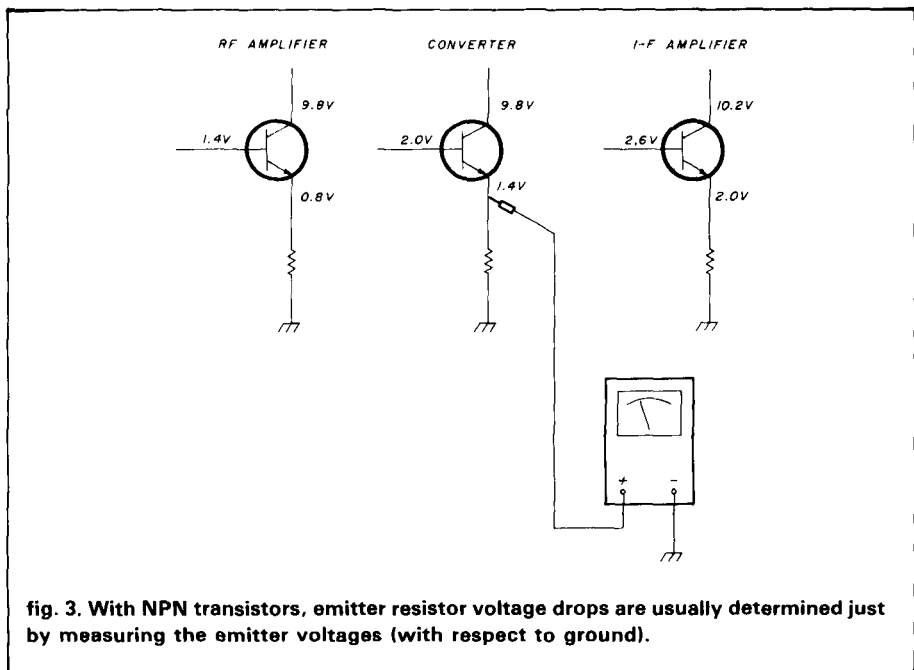 RF AMPLIFIER
CONVERTER
I-F AMPLIFIER
9.8V
9.8V
10.2V
1.4V
2.0V
2.6V
0.8V
1.4V
2.0V
+ -
fig. 3. With NPN transistors, emitter resistor voltage drops are usually determined just
by measuring the emitter voltages (with respect to ground).